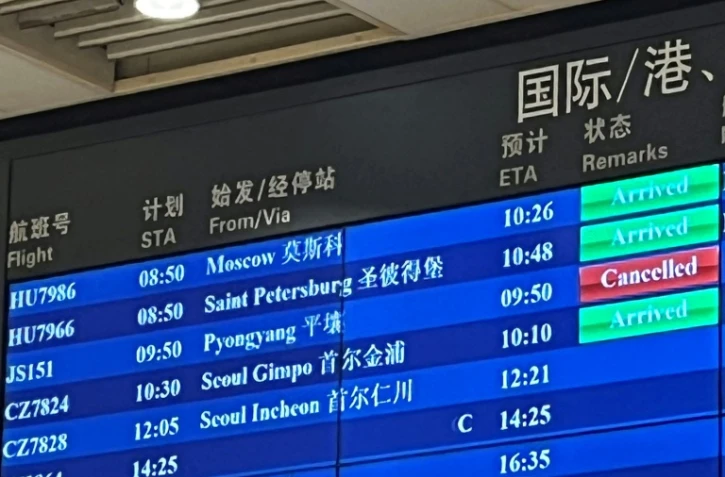 国际/港、
航班号 计划 始发/经停站 预计 状态
Flight STA From/Via ETA Remarks
HU7986 08:50 Moscow 莫斯科 10:26 Arrived
HU7966 08:50 Saint Petersburg 圣彼得堡 10:48 Arrived
JS151 09:50 Pyongyang 平壤 09:50 Cancelled
CZ7824 10:30 Seoul Gimpo 首尔金浦 10:10 Arrived
CZ7828 12:05 Seoul Incheon 首尔仁川 12:21
14:25 C 14:25
16:35